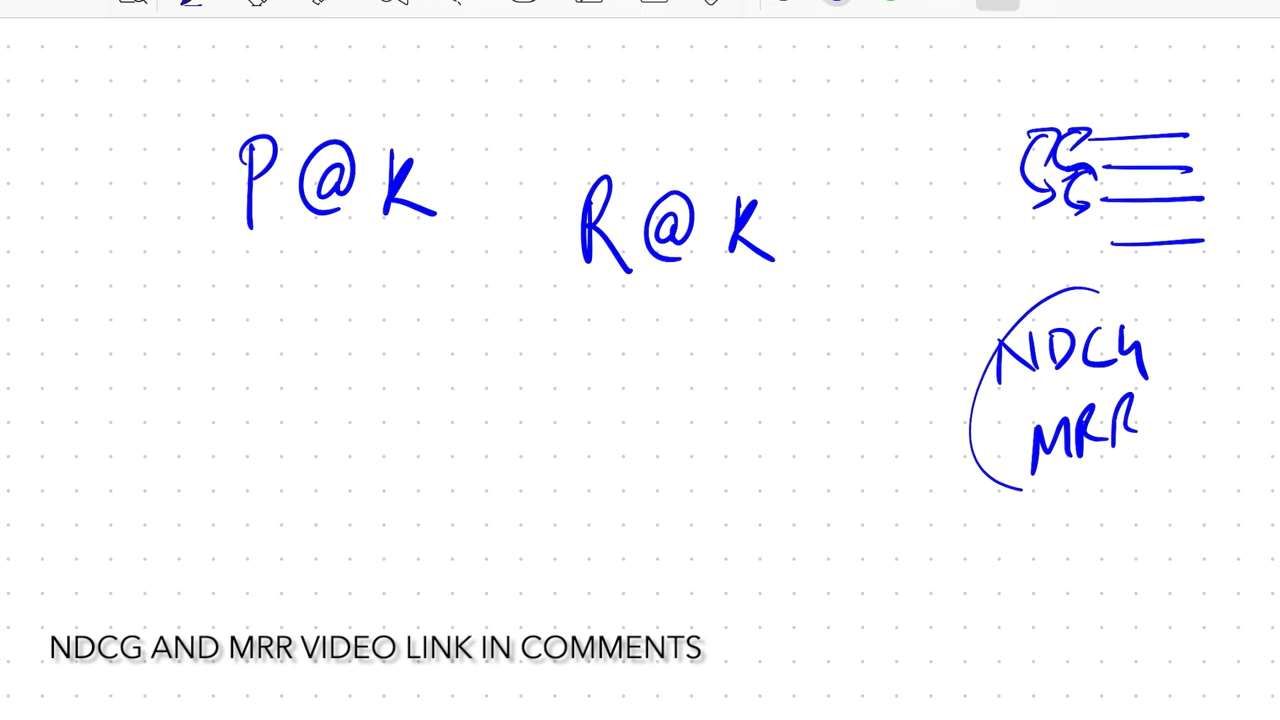 P @ K
R @ K
NDCG
MRR
NDCG AND MRR VIDEO LINK IN COMMENTS